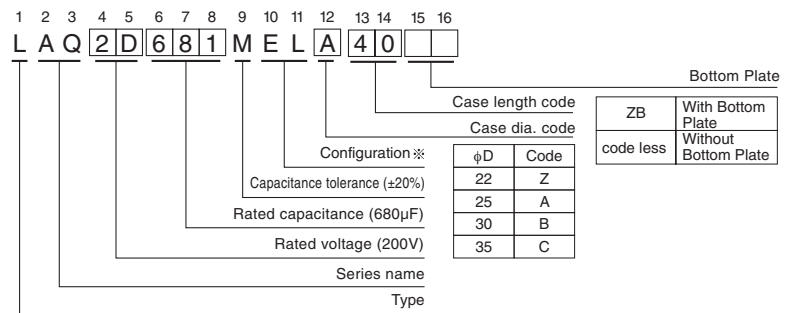 1 2 3 4 5 6 7 8 9 10 11 12 13 14 15 16
L A Q 2 D 6 8 1 M E L A 4 0
Bottom Plate
ZB With Bottom Plate
code less Without Bottom Plate
Case length code
Case dia. code
φD Code
22 Z
25 A
30 B
35 C
Configuration※
Capacitance tolerance (±20%)
Rated capacitance (680µF)
Rated voltage (200V)
Series name
Type